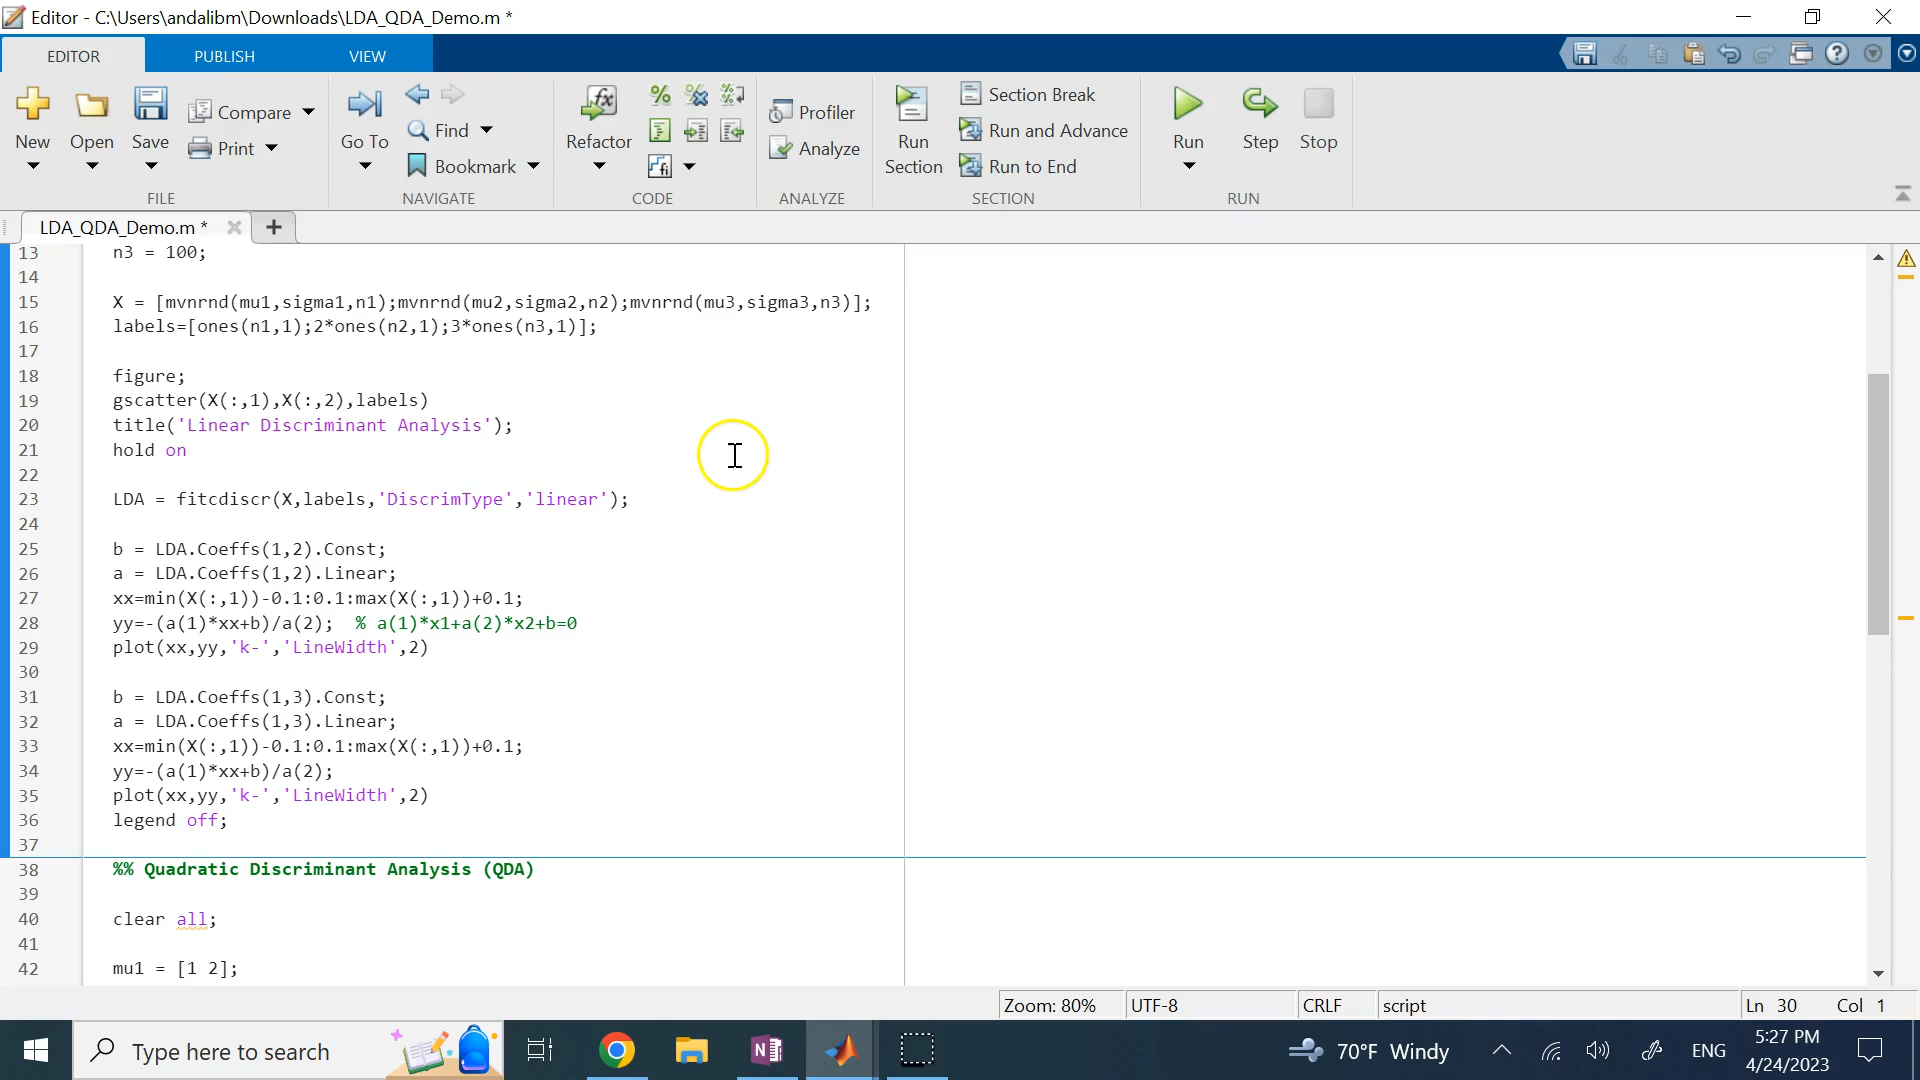 Editor - C:\Users\andalibm\Downloads\LDA_QDA_Demo.m *
EDITOR PUBLISH VIEW
New
Open
Save
Compare
Print
FILE
Go To
Find
Bookmark
NAVIGATE
Refactor
CODE
Profiler
Analyze
ANALYZE
Run
Section
Section Break
Run and Advance
Run to End
SECTION
Run
Step
Stop
RUN
LDA_QDA_Demo.m *
13 n3 = 100;
14
15 X = [mvnrnd(mu1,sigma1,n1);mvnrnd(mu2,sigma2,n2);mvnrnd(mu3,sigma3,n3)];
16 labels=[ones(n1,1);2*ones(n2,1);3*ones(n3,1)];
17
18 figure;
19 gscatter(X(:,1),X(:,2),labels)
20 title('Linear Discriminant Analysis');
21 hold on
22
23 LDA = fitcdiscr(X,labels,'DiscrimType','linear');
24
25 b = LDA.Coeffs(1,2).Const;
26 a = LDA.Coeffs(1,2).Linear;
27 xx=min(X(:,1))-0.1:0.1:max(X(:,1))+0.1;
28 yy=-(a(1)*xx+b)/a(2); % a(1)*x1+a(2)*x2+b=0
29 plot(xx,yy,'k-','LineWidth',2)
30
31 b = LDA.Coeffs(1,3).Const;
32 a = LDA.Coeffs(1,3).Linear;
33 xx=min(X(:,1))-0.1:0.1:max(X(:,1))+0.1;
34 yy=-(a(1)*xx+b)/a(2);
35 plot(xx,yy,'k-','LineWidth',2)
36 legend off;
37
38 %% Quadratic Discriminant Analysis (QDA)
39
40 clear all;
41
42 mu1 = [1 2];
Zoom: 80% UTF-8 CRLF script Ln 30 Col 1
Type here to search
70°F Windy
ENG
5:27 PM
4/24/2023